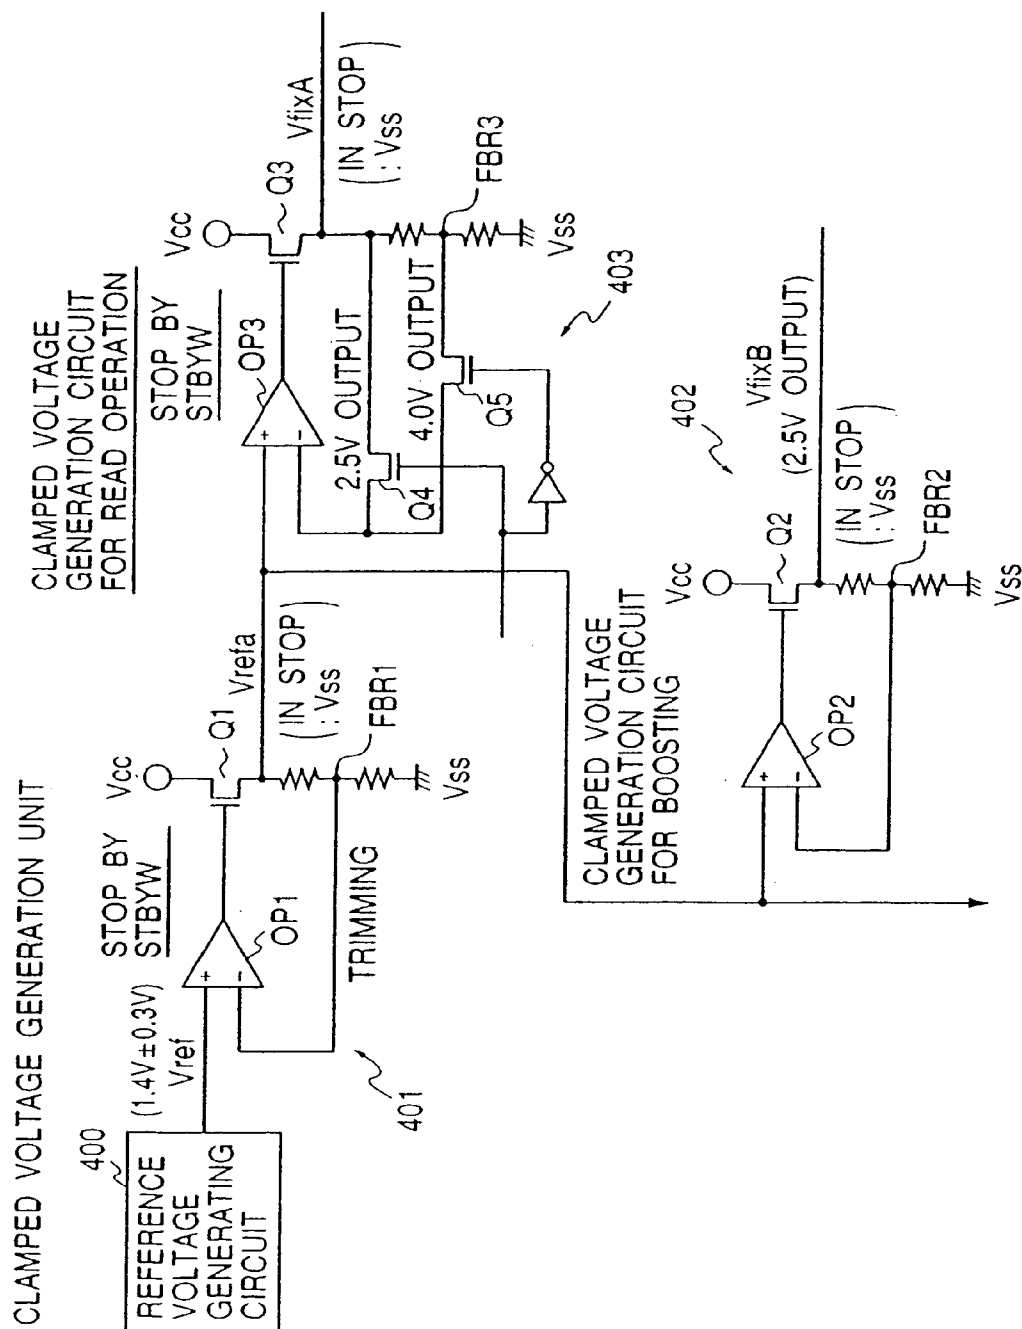 CLAMPED VOLTAGE GENERATION UNIT
400
REFERENCE
VOLTAGE
GENERATING
CIRCUIT
(1.4V±0.3V)
Vref
STOP BY
STBYW
+
-
OP1
Vcc
Q1
Vrefa
(IN STOP
: Vss)
FBR1
Vss
TRIMMING
401
CLAMPED VOLTAGE
GENERATION CIRCUIT
FOR READ OPERATION
STOP BY
STBYW
OP3
+
-
Vcc
Q3
VfixA
(IN STOP
: Vss)
2.5V OUTPUT
Q4
4.0V OUTPUT
Q5
FBR3
Vss
403
CLAMPED VOLTAGE
GENERATION CIRCUIT
FOR BOOSTING
+
-
OP2
Vcc
Q2
402
VfixB
(2.5V OUTPUT)
(IN STOP
: Vss)
FBR2
Vss